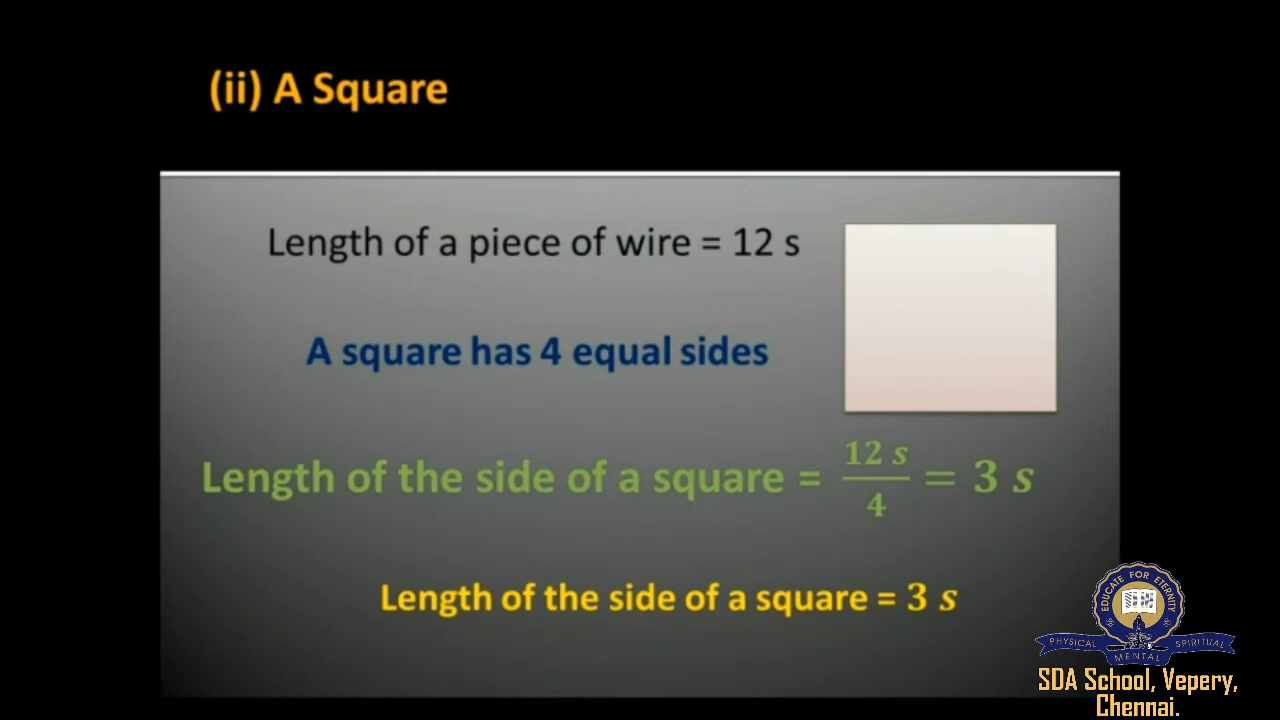 (ii) A Square
Length of a piece of wire = 12 s
A square has 4 equal sides
Length of the side of a square = 12 s / 4 = 3 s
Length of the side of a square = 3 s
EDUCATE FOR ETERNITY
PHYSICAL MENTAL SPIRITUAL
SDA School, Vepery,
Chennai.